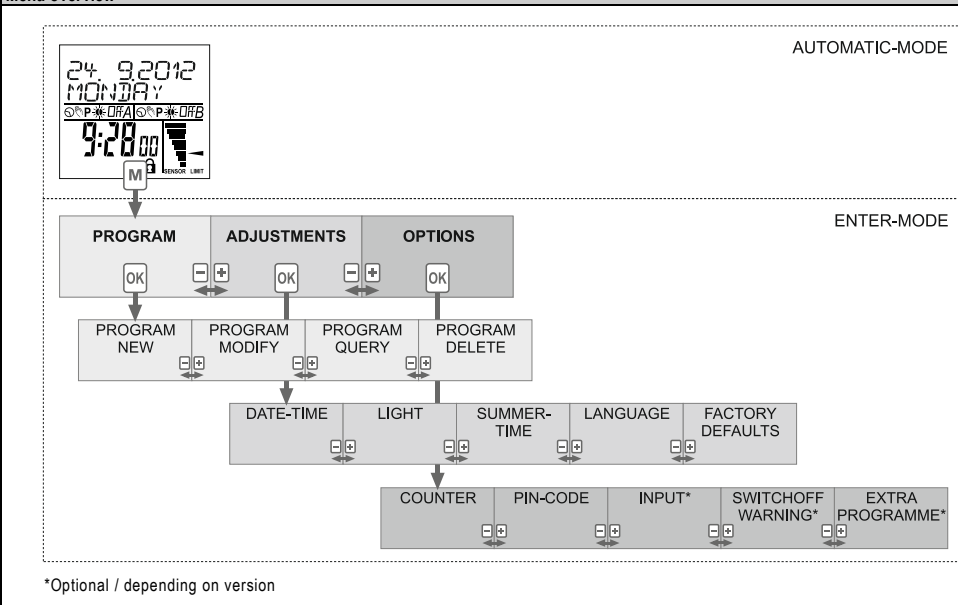 Menu overview
AUTOMATIC-MODE
24. 9.2012
MONDAY
P OffA P OffB
9:28 00
SENSOR LIMIT
M
ENTER-MODE
PROGRAM ADJUSTMENTS OPTIONS
OK - + OK - + OK
PROGRAM NEW
PROGRAM MODIFY
PROGRAM QUERY
PROGRAM DELETE
- + - + - +
DATE-TIME
LIGHT
SUMMER-
TIME
LANGUAGE
FACTORY
DEFAULTS
- + - + - + - +
COUNTER
PIN-CODE
INPUT*
SWITCHOFF
WARNING*
EXTRA
PROGRAMME*
- + - + - + - +
*Optional / depending on version